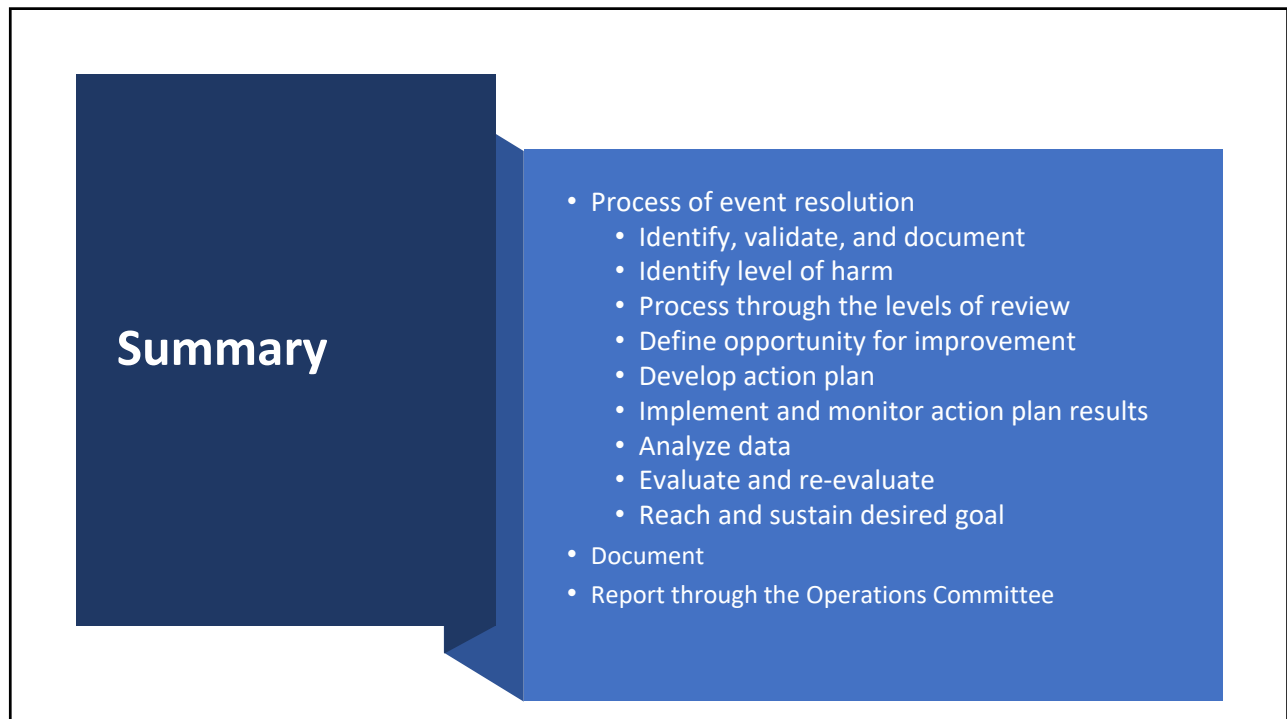 Summary
• Process of event resolution
• Identify, validate, and document
• Identify level of harm
• Process through the levels of review
• Define opportunity for improvement
• Develop action plan
• Implement and monitor action plan results
• Analyze data
• Evaluate and re-evaluate
• Reach and sustain desired goal
• Document
• Report through the Operations Committee